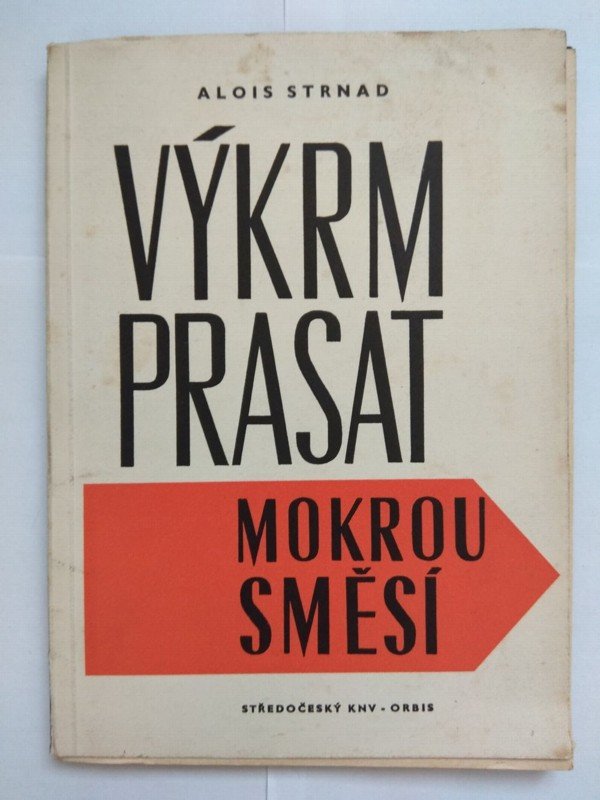 ALOIS STRNAD
VÝKRM
PRASAT
MOKROU
SMĚSÍ
STŘEDOČESKÝ KNV - ORBIS